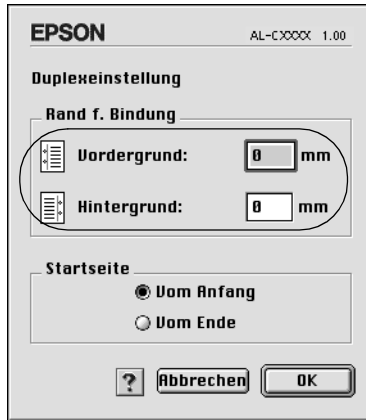 EPSON AL-CXXXX 1.00
Duplexeinstellung
Rand f. Bindung
Vordergrund: 0 mm
Hintergrund: 0 mm
Startseite
Vom Anfang
Vom Ende
? Abbrechen OK